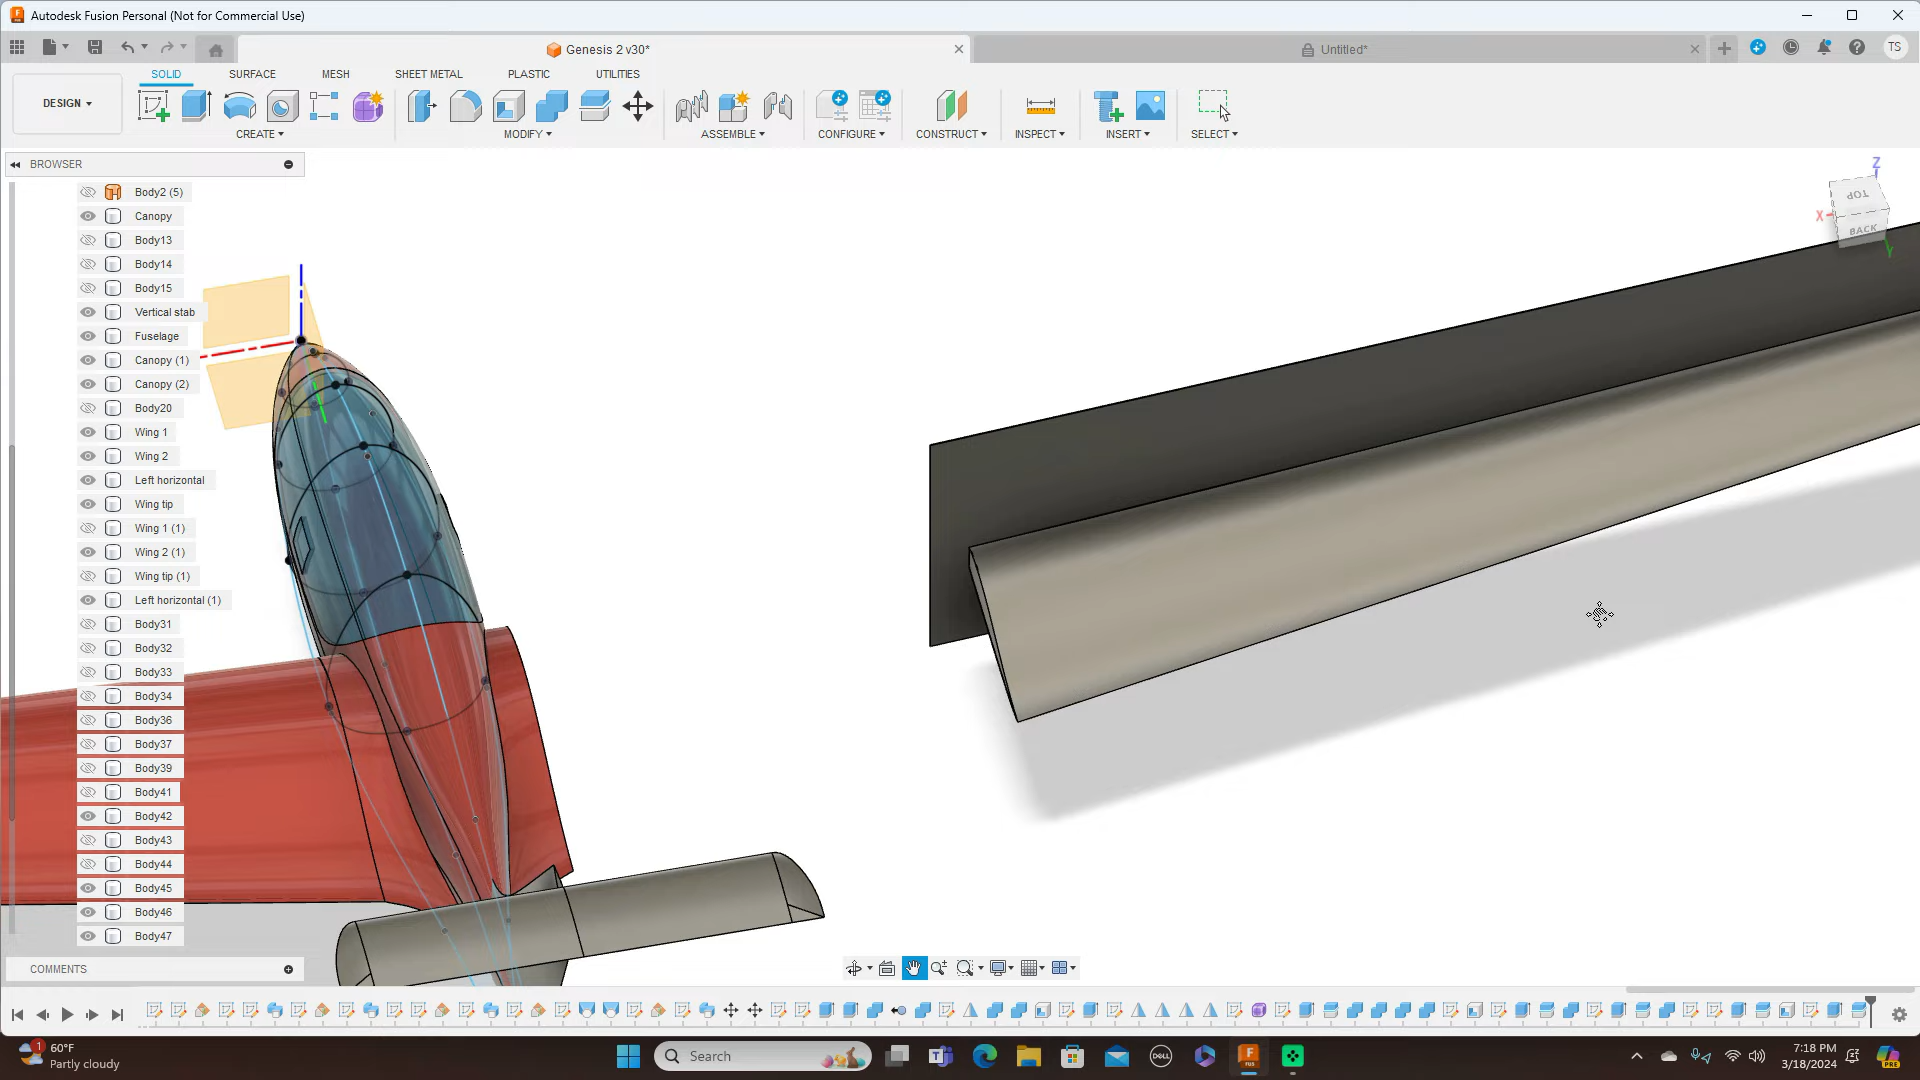 Autodesk Fusion Personal (Not for Commercial Use)
Genesis 2 v30*
Untitled*
TS
DESIGN
SOLID
SURFACE
MESH
SHEET METAL
PLASTIC
UTILITIES
CREATE
MODIFY
ASSEMBLE
CONFIGURE
CONSTRUCT
INSPECT
INSERT
SELECT
BROWSER
Body2 (5)
Canopy
Body13
Body14
Body15
Vertical stab
Fuselage
Canopy (1)
Canopy (2)
Body20
Wing 1
Wing 2
Left horizontal
Wing tip
Wing 1 (1)
Wing 2 (1)
Wing tip (1)
Left horizontal (1)
Body31
Body32
Body33
Body34
Body36
Body37
Body39
Body41
Body42
Body43
Body44
Body45
Body46
Body47
Z
TOP
X
BACK
Y
COMMENTS
1
60°F
Partly cloudy
Search
DELL
FUS
7:18 PM
3/18/2024
PRE